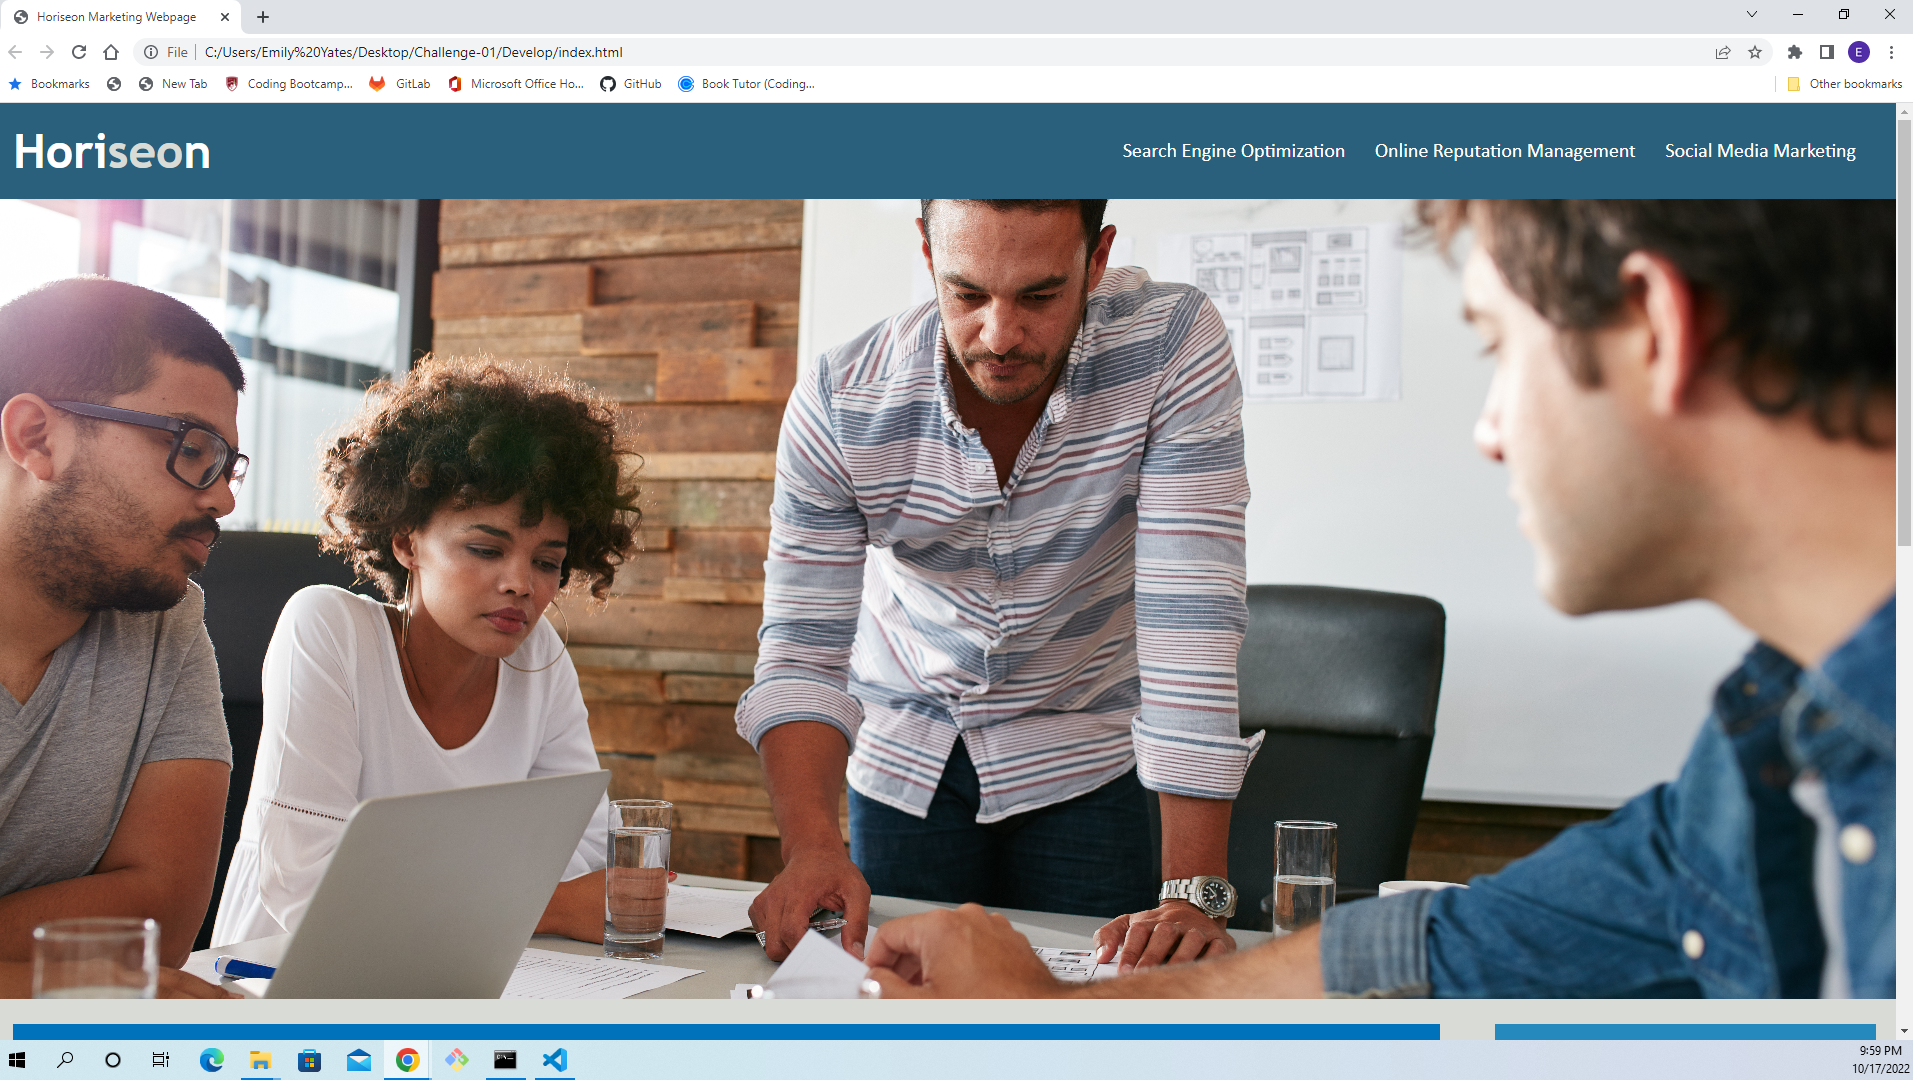 Horiseon Marketing Webpage
File
C:/Users/Emily%20Yates/Desktop/Challenge-01/Develop/index.html
E
Bookmarks
New Tab
Coding Bootcamp...
GitLab
Microsoft Office Ho...
GitHub
Book Tutor (Coding...
Other bookmarks
Horiseon
Search Engine Optimization
Online Reputation Management
Social Media Marketing
9:59 PM
10/17/2022